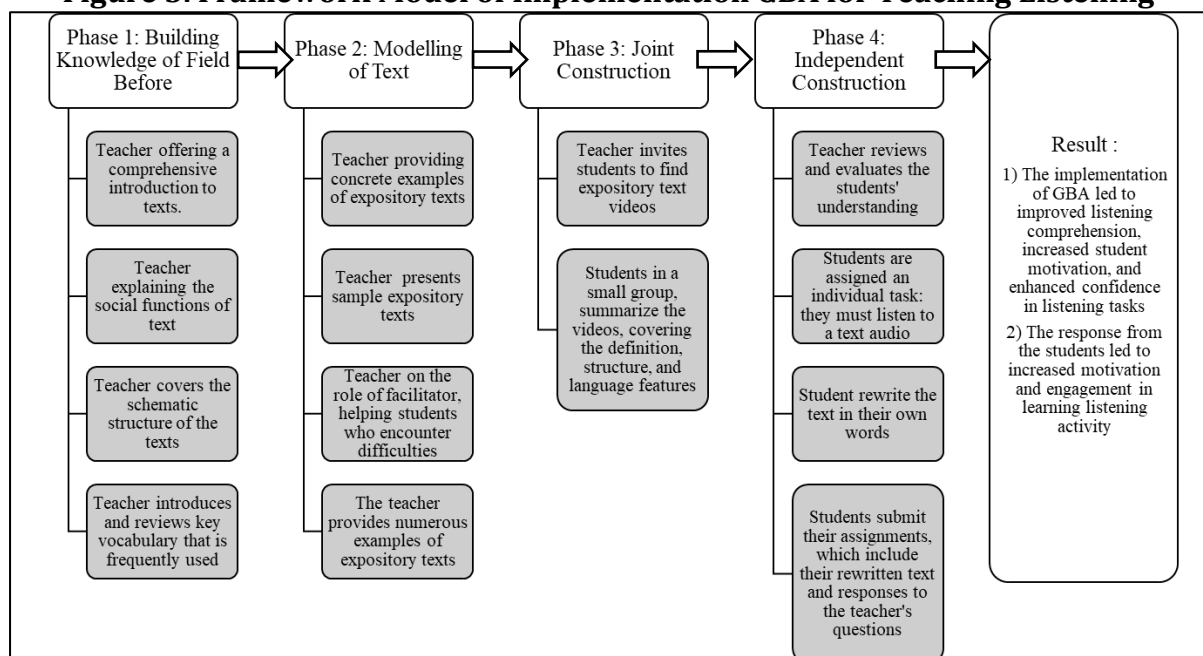 Figure 3. Framework Model of Implementation GBA for Teaching Listening
Phase 1: Building
Knowledge of Field
Before
Teacher offering a
comprehensive
introduction to
texts.
Teacher
explaining the
social functions of
text
Teacher covers the
schematic
structure of the
texts
Teacher introduces
and reviews key
vocabulary that is
frequently used
Phase 2: Modelling
of Text
Teacher providing
concrete examples
of expository texts
Teacher presents
sample expository
texts
Teacher on the
role of facilitator,
helping students
who encounter
difficulties
The teacher
provides numerous
examples of
expository texts
Phase 3: Joint
Construction
Teacher invites
students to find
expository text
videos
Students in a
small group,
summarize the
videos, covering
the definition,
structure, and
language features
Phase 4:
Independent
Construction
Teacher reviews
and evaluates the
students'
understanding
Students are
assigned an
individual task:
they must listen to
a text audio
Student rewrite the
text in their own
words
Students submit
their assignments,
which include
their rewritten text
and responses to
the teacher's
questions
Result :
1) The implementation
of GBA led to
improved listening
comprehension,
increased student
motivation, and
enhanced confidence
in listening tasks
2) The response from
the students led to
increased motivation
and engagement in
learning listening
activity